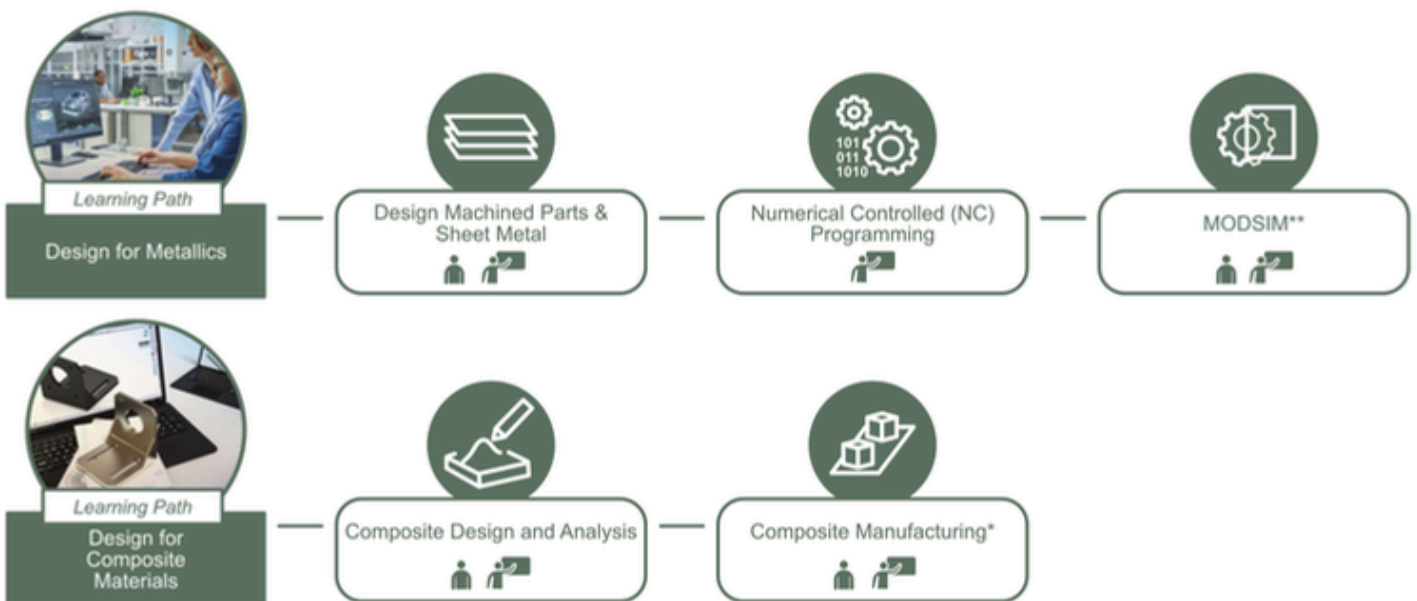 Learning Path
Design for Metallics
Design Machined Parts &
Sheet Metal
101
011
1010
Numerical Controlled (NC)
Programming
MODSIM**
Learning Path
Design for
Composite
Materials
Composite Design and Analysis
Composite Manufacturing*